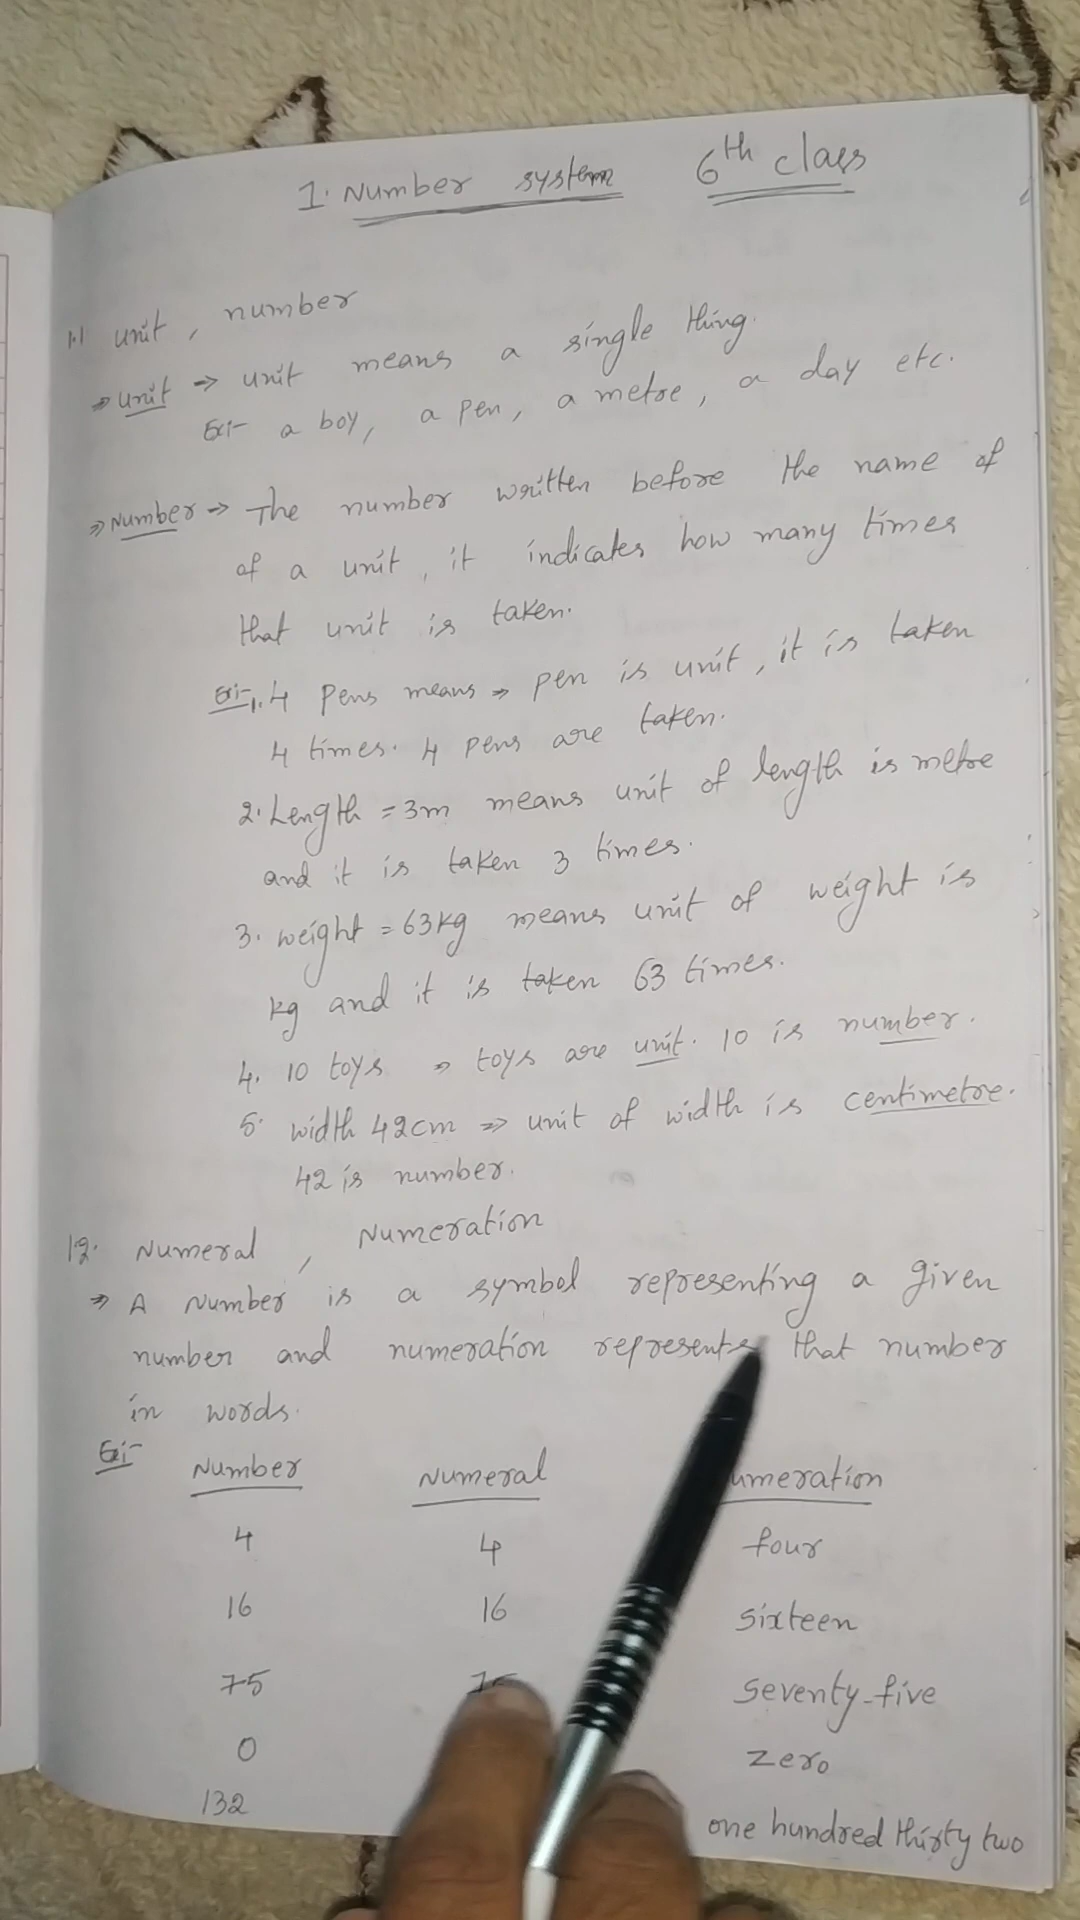 1. Number system 6th class
1.1 unit, number
⇒ unit → unit means a single thing.
Ex:- a boy, a pen, a metre, a day etc.
⇒ Number → The number written before the name of
of a unit, it indicates how many times
that unit is taken.
Ex:- 1. 4 pens means ⇒ pen is unit, it is taken
4 times. 4 pens are taken.
2. Length = 3m means unit of length is metre
and it is taken 3 times.
3. weight = 63kg means unit of weight is
kg and it is taken 63 times.
4. 10 toys ⇒ toys are unit. 10 is number.
5. width 42cm ⇒ unit of width is centimetre.
42 is number.
12. Numeral, Numeration
⇒ A Number is a symbol representing a given
number and numeration represents that number
in words.
Ex:- Number Numeral umeration
4 4 four
16 16 sixteen
75 75 seventy-five
0 zero
132 one hundred thirty two